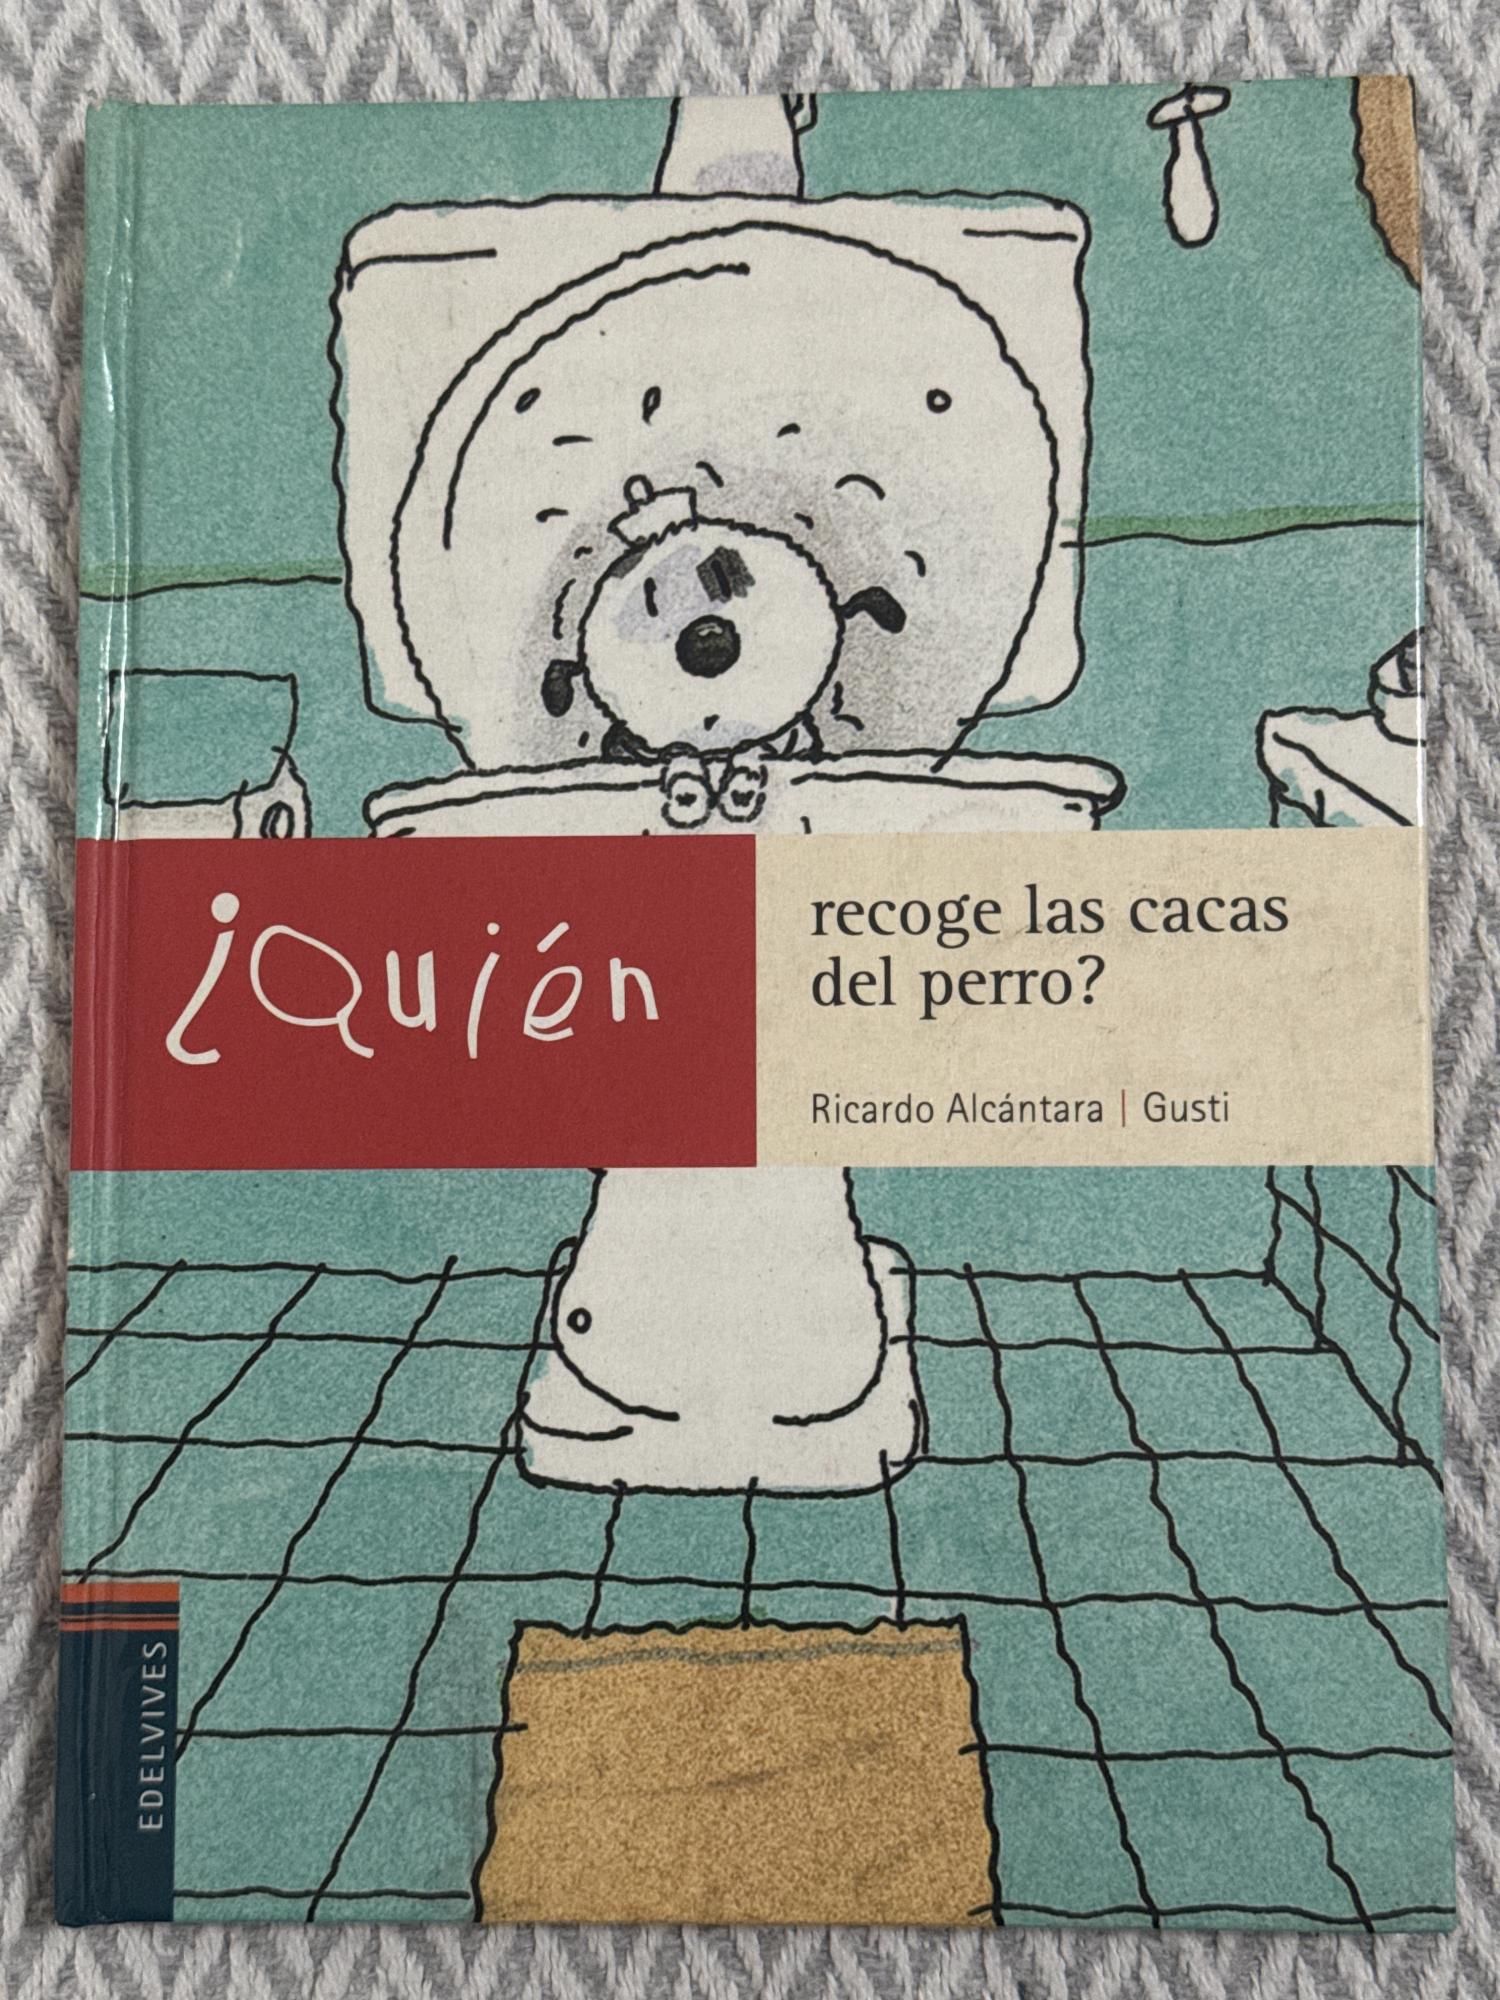 ¿Quién
recoge las cacas
del perro?
Ricardo Alcántara | Gusti
EDELVIVES